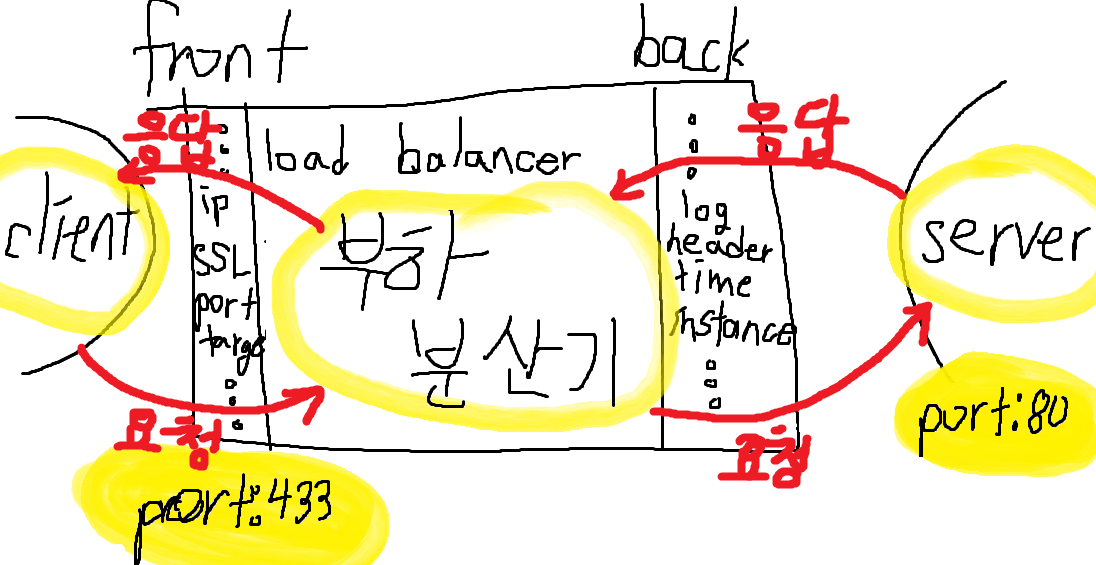 front
back
응답
응답
load balancer
client
ip
SSL
port
targe
부하
분산기
log
header
time
instance
server
요청
요청
port:433
port:80